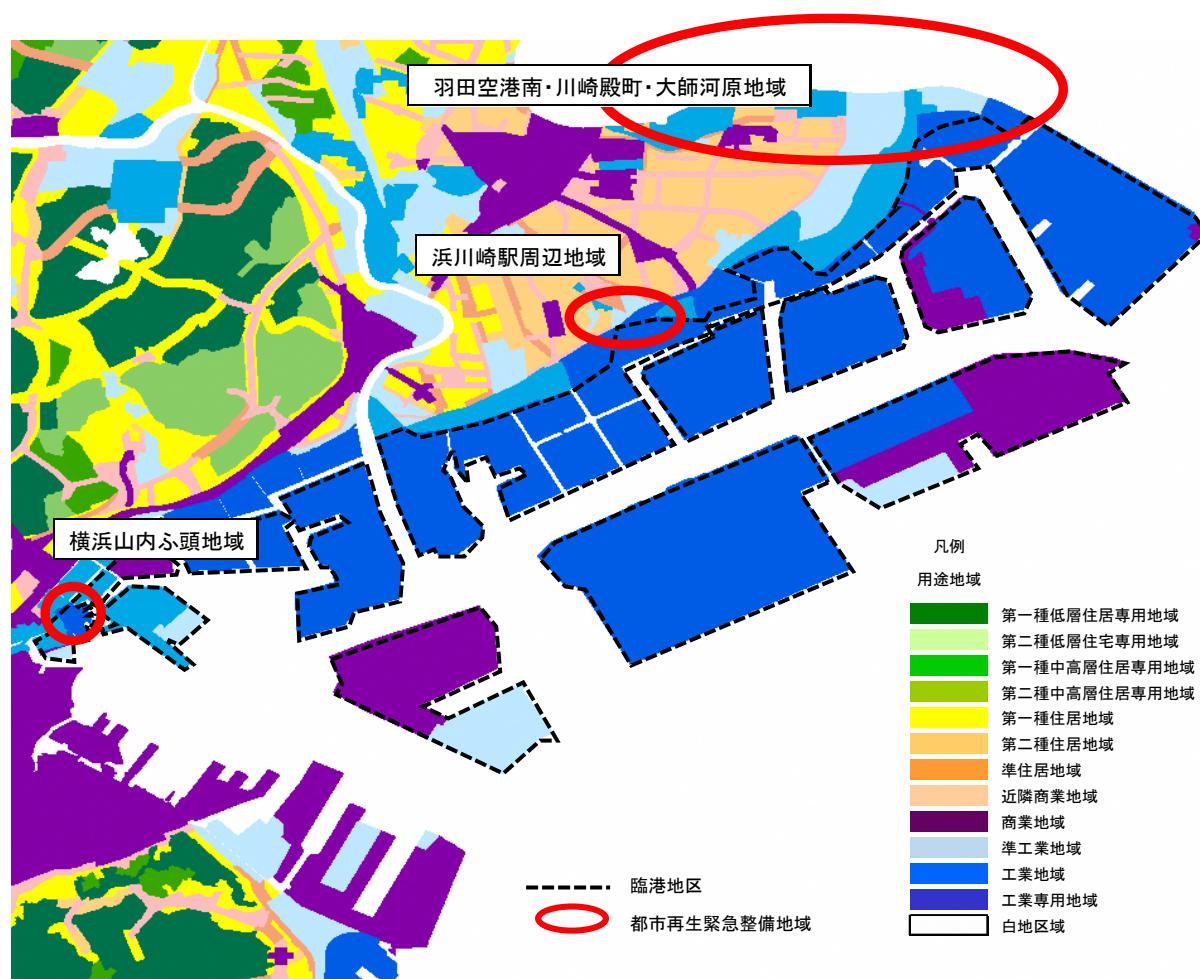 羽田空港南・川崎殿町・大師河原地域
浜川崎駅周辺地域
横浜山内ふ頭地域
凡例
用途地域
第一種低層住居専用地域
第二種低層住宅専用地域
第一種中高層住居専用地域
第二種中高層住居専用地域
第一種住居地域
第二種住居地域
準住居地域
近隣商業地域
商業地域
準工業地域
工業地域
工業専用地域
白地区域
臨港地区
都市再生緊急整備地域